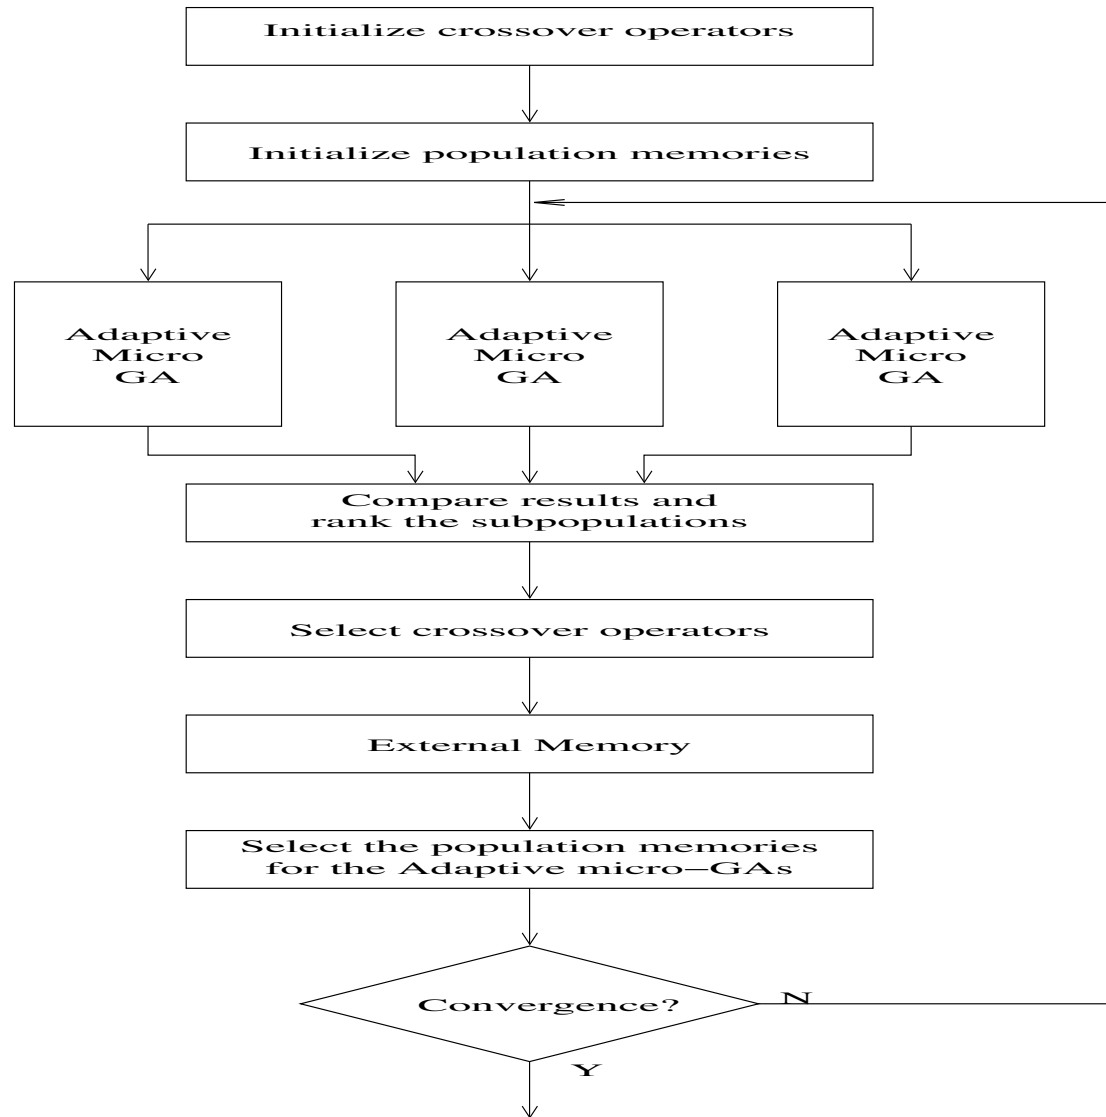 Initialize crossover operators
Initialize population memories
Adaptive
Micro
GA
Adaptive
Micro
GA
Adaptive
Micro
GA
Compare results and
rank the subpopulations
Select crossover operators
External Memory
Select the population memories
for the Adaptive micro−GAs
Convergence?
N
Y